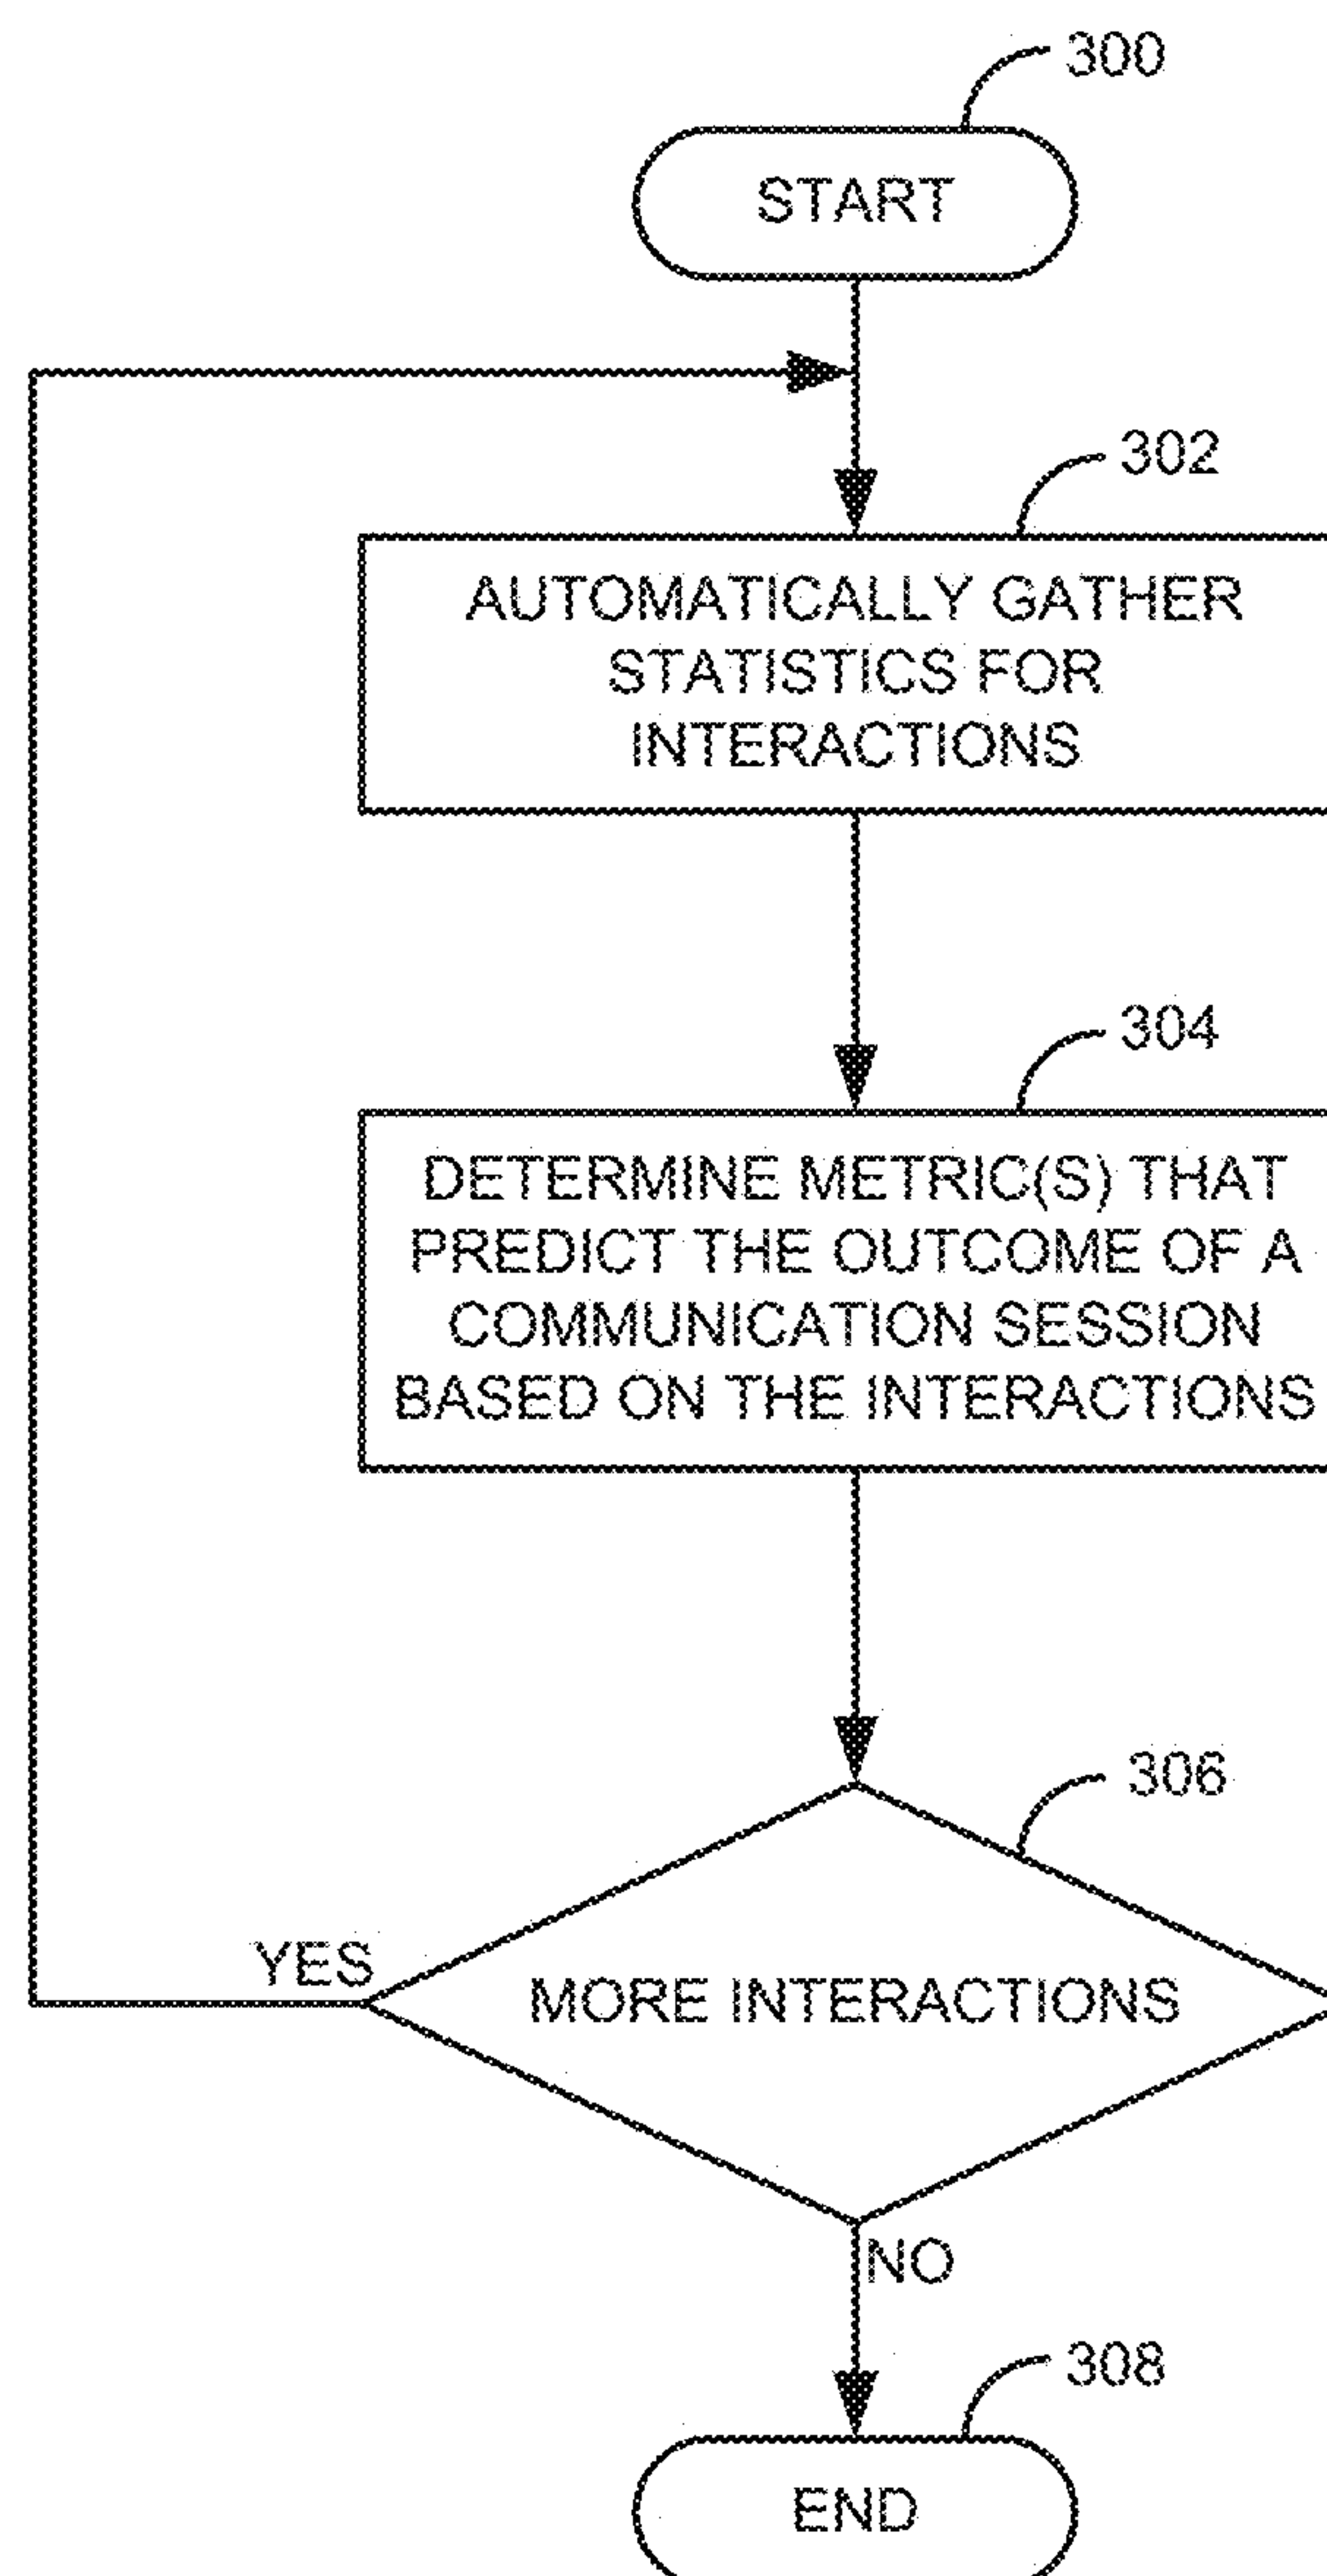 300
START
302
AUTOMATICALLY GATHER
STATISTICS FOR
INTERACTIONS
304
DETERMINE METRIC(S) THAT
PREDICT THE OUTCOME OF A
COMMUNICATION SESSION
BASED ON THE INTERACTIONS
306
YES
MORE INTERACTIONS
NO
308
END